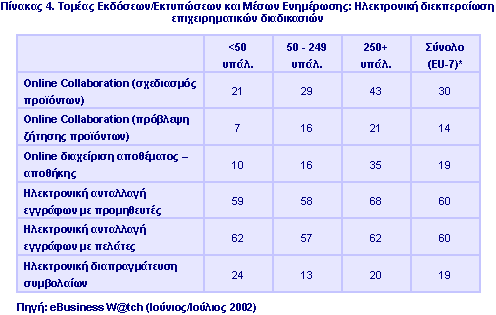 Πίνακας 4. Τομέας Εκδόσεων/Εκτυπώσεων και Μέσων Ενημέρωσης: Ηλεκτρονική διεκπεραίωση
επιχειρηματικών διαδικασιών
<50 υπάλ. 50 - 249 υπάλ. 250+ υπάλ. Σύνολο (EU-7)*
Online Collaboration (σχεδιασμός
προϊόντων) 21 29 43 30
Online Collaboration (πρόβλεψη
ζήτησης προϊόντων) 7 16 21 14
Online διαχείριση αποθέματος –
αποθήκης 10 16 35 19
Ηλεκτρονική ανταλλαγή
εγγράφων με προμηθευτές 59 58 68 60
Ηλεκτρονική ανταλλαγή
εγγράφων με πελάτες 62 57 62 60
Ηλεκτρονική διαπραγμάτευση
συμβολαίων 24 13 20 19
Πηγή: eBusiness W@tch (Ιούνιος/Ιούλιος 2002)